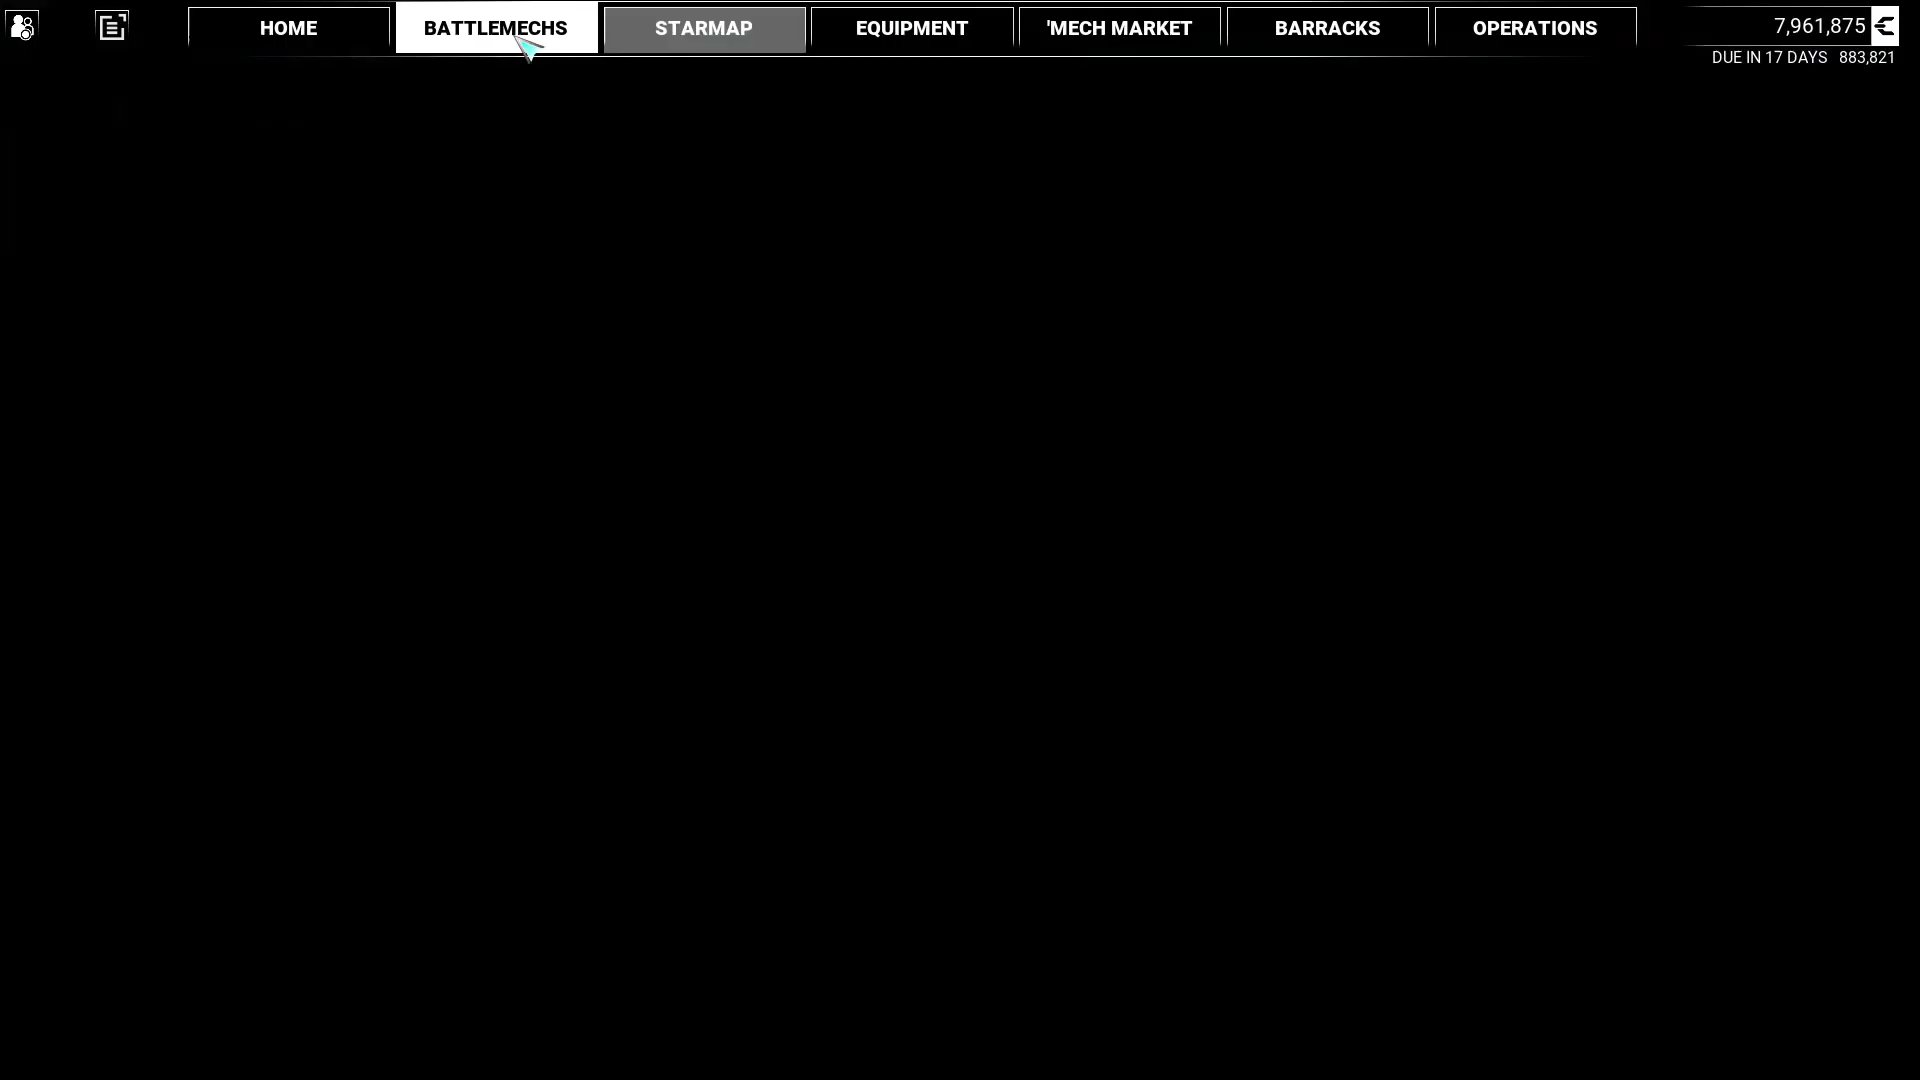 HOME
BATTLEMECHS
STARMAP
EQUIPMENT
'MECH MARKET
BARRACKS
OPERATIONS
7,961,875
DUE IN 17 DAYS 883,821